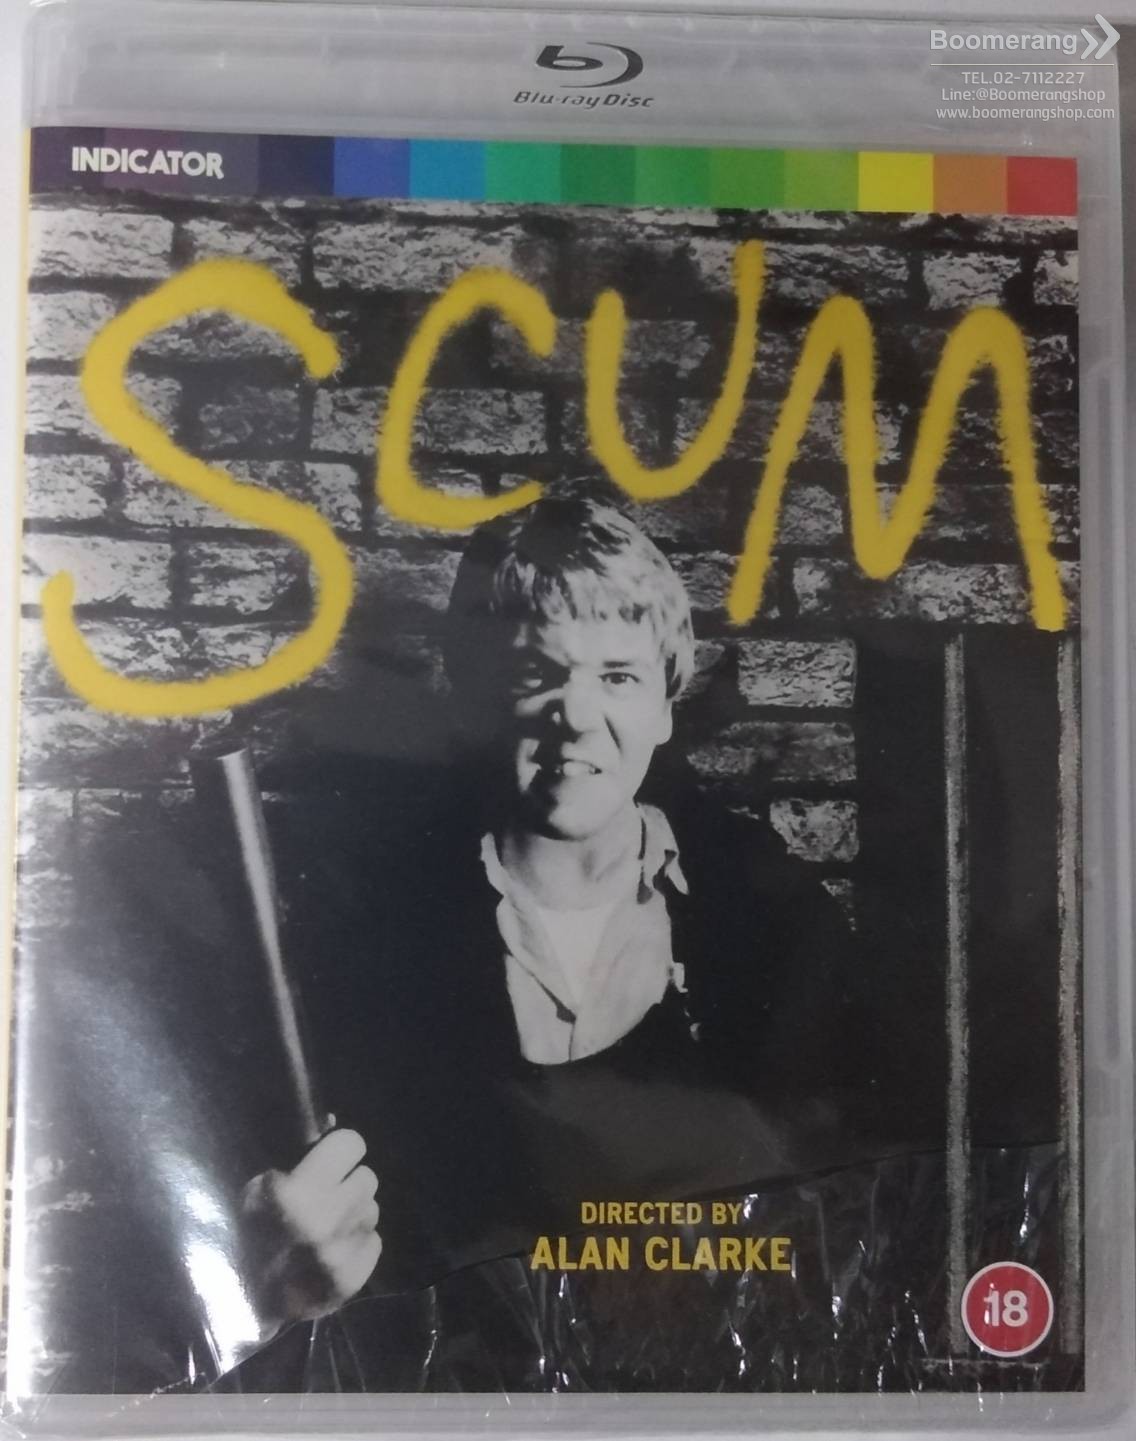 Boomerang
TEL.02-7112227
Line:@Boomerangshop
www.boomerangshop.com
Blu-ray Disc
INDICATOR
SCUM
DIRECTED BY
ALAN CLARKE
18